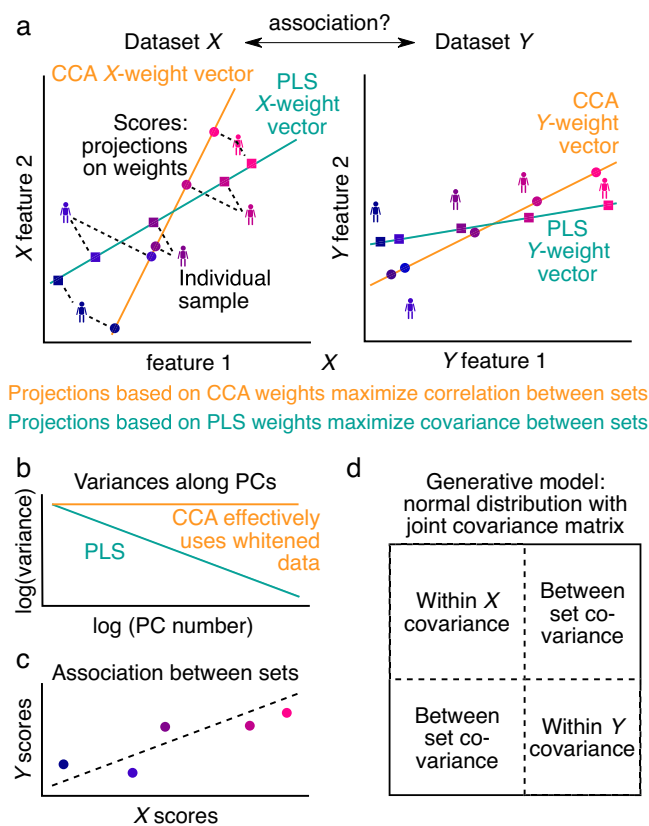 a
association?
Dataset X
Dataset Y
CCA X-weight vector
PLS
X-weight
vector
Scores:
projections
on weights
Individual
sample
X feature 2
feature 1
X
CCA
Y-weight
vector
PLS
Y-weight
vector
Y feature 2
Y feature 1
Projections based on CCA weights maximize correlation between sets
Projections based on PLS weights maximize covariance between sets
b
Variances along PCs
CCA effectively
uses whitened
data
PLS
log(variance)
log (PC number)
c
Association between sets
Y scores
X scores
d
Generative model:
normal distribution with
joint covariance matrix
Within X
covariance
Between
set co-
variance
Between
set co-
variance
Within Y
covariance